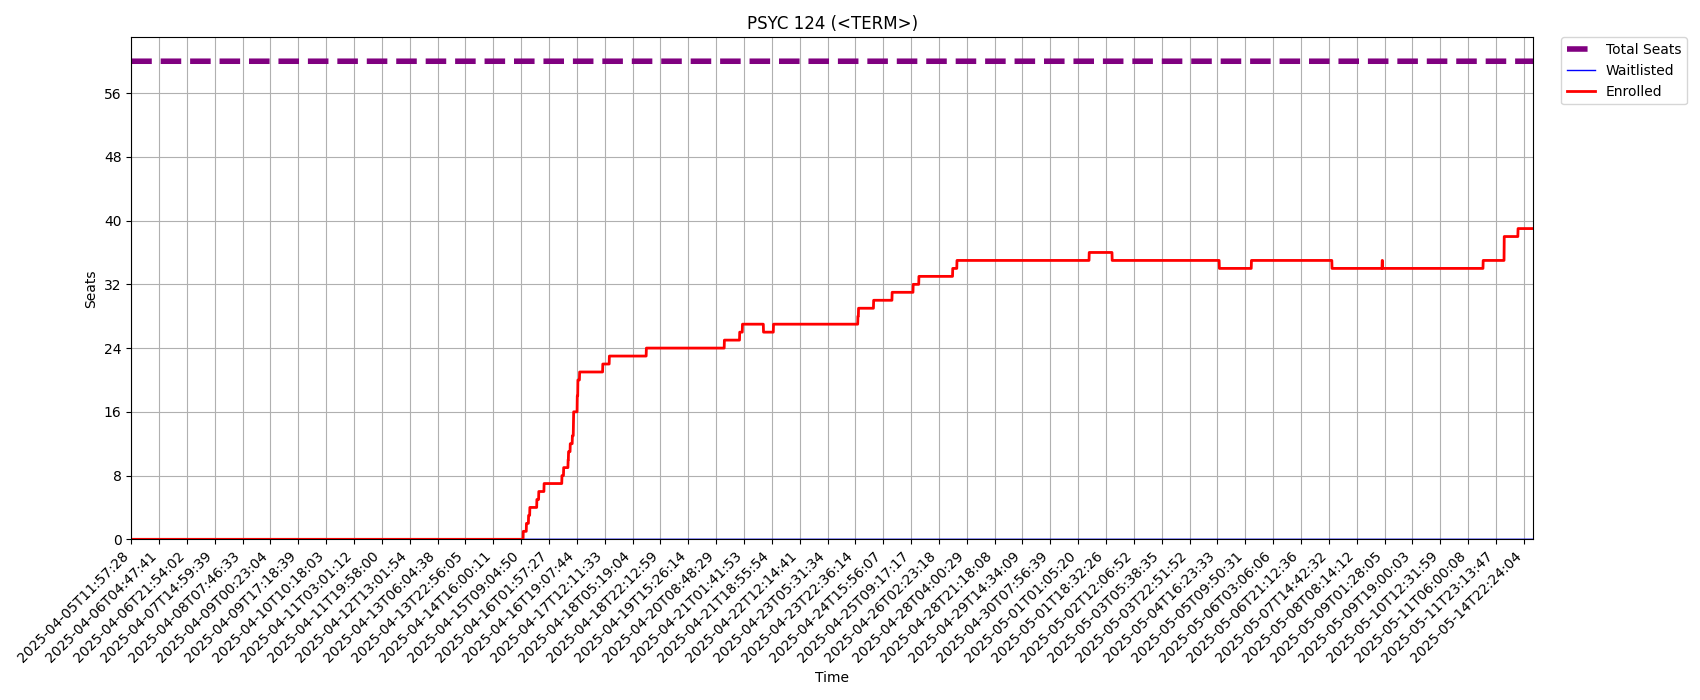 PSYC 124 (<TERM>)
Total Seats
Waitlisted
Enrolled
Seats
56
48
40
32
24
16
8
0
2025-04-05T11:57:28
2025-04-06T04:47:41
2025-04-06T21:54:02
2025-04-07T14:59:39
2025-04-08T07:46:33
2025-04-09T00:23:04
2025-04-09T17:18:39
2025-04-10T10:18:03
2025-04-11T03:01:12
2025-04-11T19:58:00
2025-04-12T13:01:54
2025-04-13T06:04:38
2025-04-13T22:56:05
2025-04-14T16:00:11
2025-04-15T09:04:50
2025-04-16T01:57:27
2025-04-16T19:07:44
2025-04-17T12:11:33
2025-04-18T05:19:04
2025-04-18T22:12:59
2025-04-19T15:26:14
2025-04-20T08:48:29
2025-04-21T01:41:53
2025-04-21T18:55:54
2025-04-22T12:14:41
2025-04-23T05:31:34
2025-04-23T22:36:14
2025-04-24T15:56:07
2025-04-25T09:17:17
2025-04-26T02:23:18
2025-04-28T04:00:29
2025-04-28T21:18:08
2025-04-29T14:34:09
2025-04-30T07:56:39
2025-05-01T01:05:20
2025-05-01T18:32:26
2025-05-02T12:06:52
2025-05-03T05:38:35
2025-05-03T22:51:52
2025-05-04T16:23:33
2025-05-05T09:50:31
2025-05-06T03:06:06
2025-05-06T21:12:36
2025-05-07T14:42:32
2025-05-08T08:14:12
2025-05-09T01:28:05
2025-05-09T19:00:03
2025-05-10T12:31:59
2025-05-11T06:00:08
2025-05-11T23:13:47
2025-05-14T22:24:04
Time